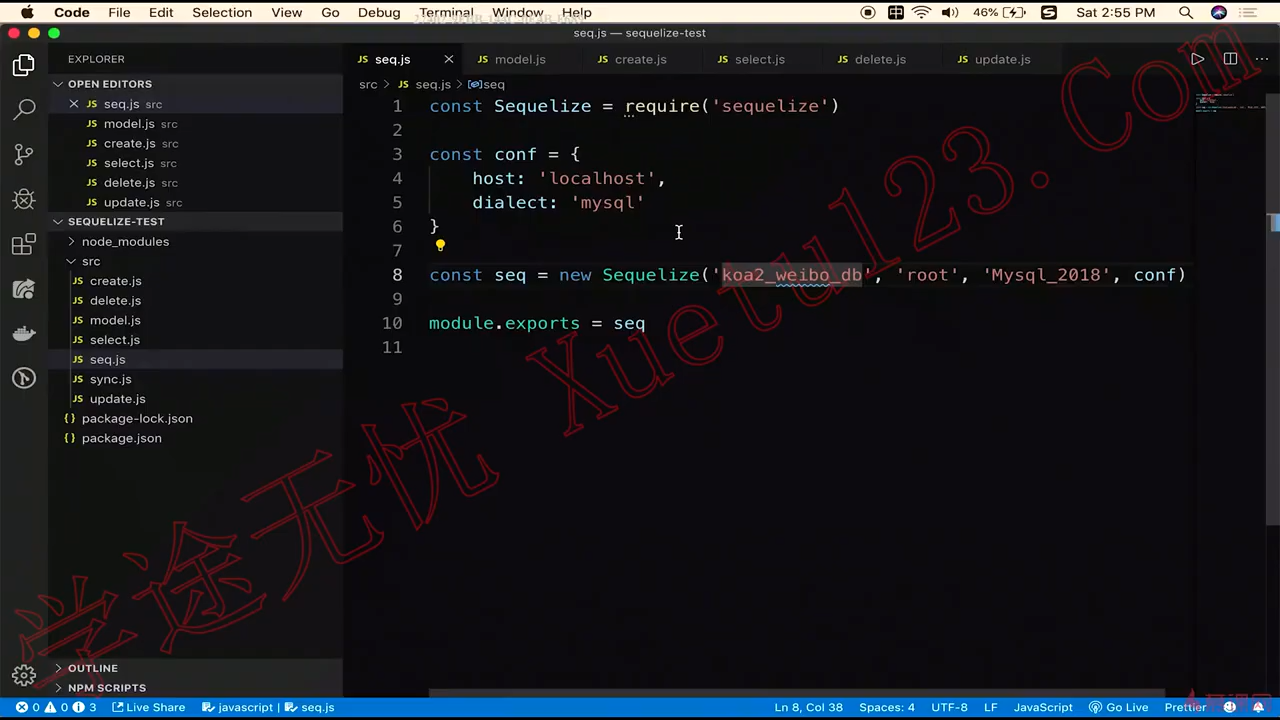 Code File Edit Selection View Go Debug Terminal Window Help 46% Sat 2:55 PM
seq.js — sequelize-test
EXPLORER
OPEN EDITORS
seq.js src
model.js src
create.js src
select.js src
delete.js src
update.js src
SEQUELIZE-TEST
node_modules
src
create.js
delete.js
model.js
select.js
seq.js
sync.js
update.js
package-lock.json
package.json
OUTLINE
NPM SCRIPTS
seq.js model.js create.js select.js delete.js update.js
src > seq.js > seq
1 const Sequelize = require('sequelize')
2
3 const conf = {
4 host: 'localhost',
5 dialect: 'mysql'
6 }
7
8 const seq = new Sequelize('koa2_weibo_db', 'root', 'Mysql_2018', conf)
9
10 module.exports = seq
11
学途无忧 Xuetu123.Com
0 0 3 Live Share javascript | seq.js Ln 8, Col 38 Spaces: 4 UTF-8 LF JavaScript Go Live Prettier